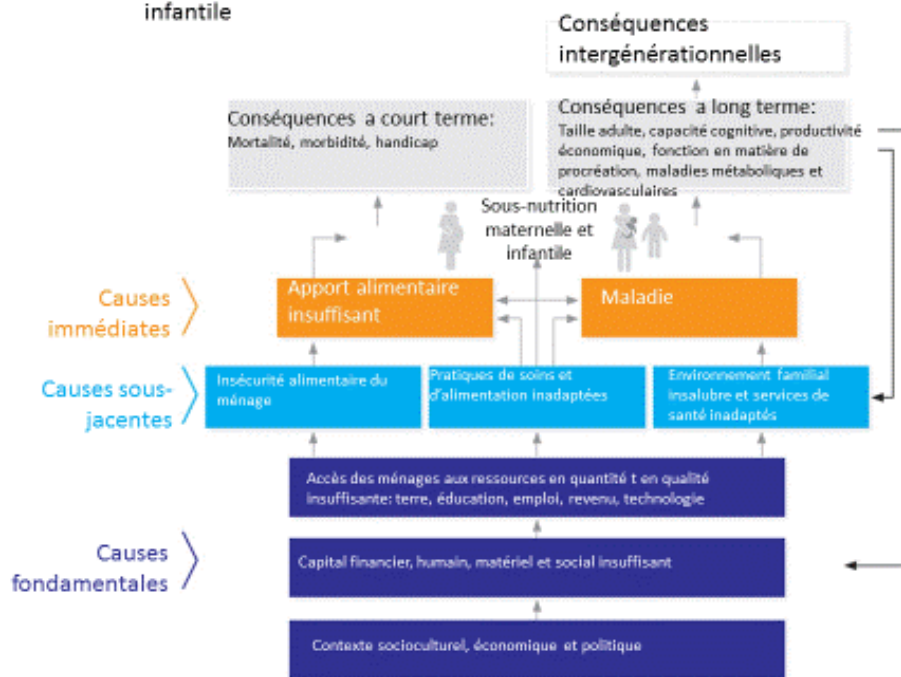 infantile
Conséquences
intergénérationnelles
Conséquences a court terme:
Mortalité, morbidité, handicap
Conséquences a long terme:
Taille adulte, capacité cognitive, productivité
économique, fonction en matière de
procréation, maladies métaboliques et
cardiovasculaires
Sous-nutrition
maternelle et
infantile
Causes
immédiates
Apport alimentaire
insuffisant
Maladie
Causes sous-
jacentes
Insécurité alimentaire du
ménage
Pratiques de soins et
d'alimentation inadaptées
Environnement familial
insalubre et services de
santé inadaptés
Accès des ménages aux ressources en quantité t en qualité
insuffisante: terre, éducation, emploi, revenu, technologie
Causes
fondamentales
Capital financier, humain, matériel et social insuffisant
Contexte socioculturel, économique et politique